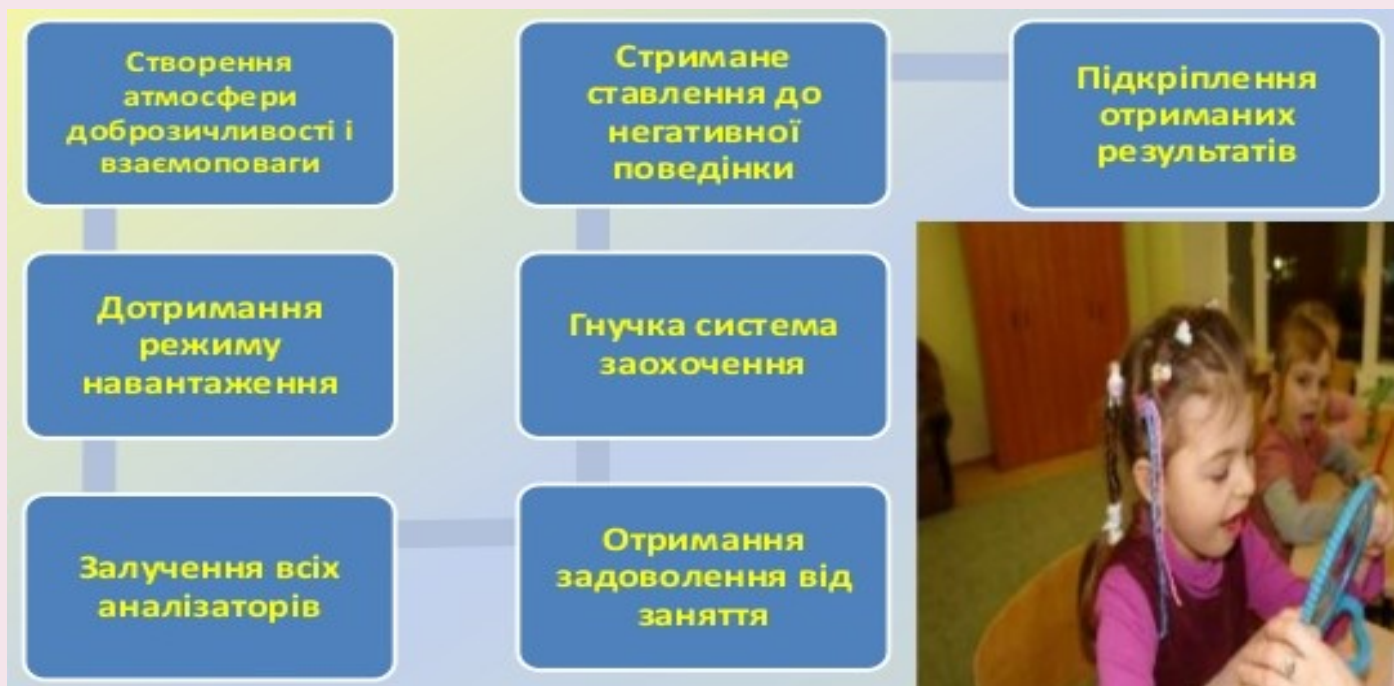 Створення
атмосфери
доброзичливості і
взаємоповаги
Дотримання
режиму
навантаження
Залучення всіх
аналізаторів
Отримання
задоволення від
заняття
Гнучка система
заохочення
Стримане
ставлення до
негативної
поведінки
Підкріплення
отриманих
результатів